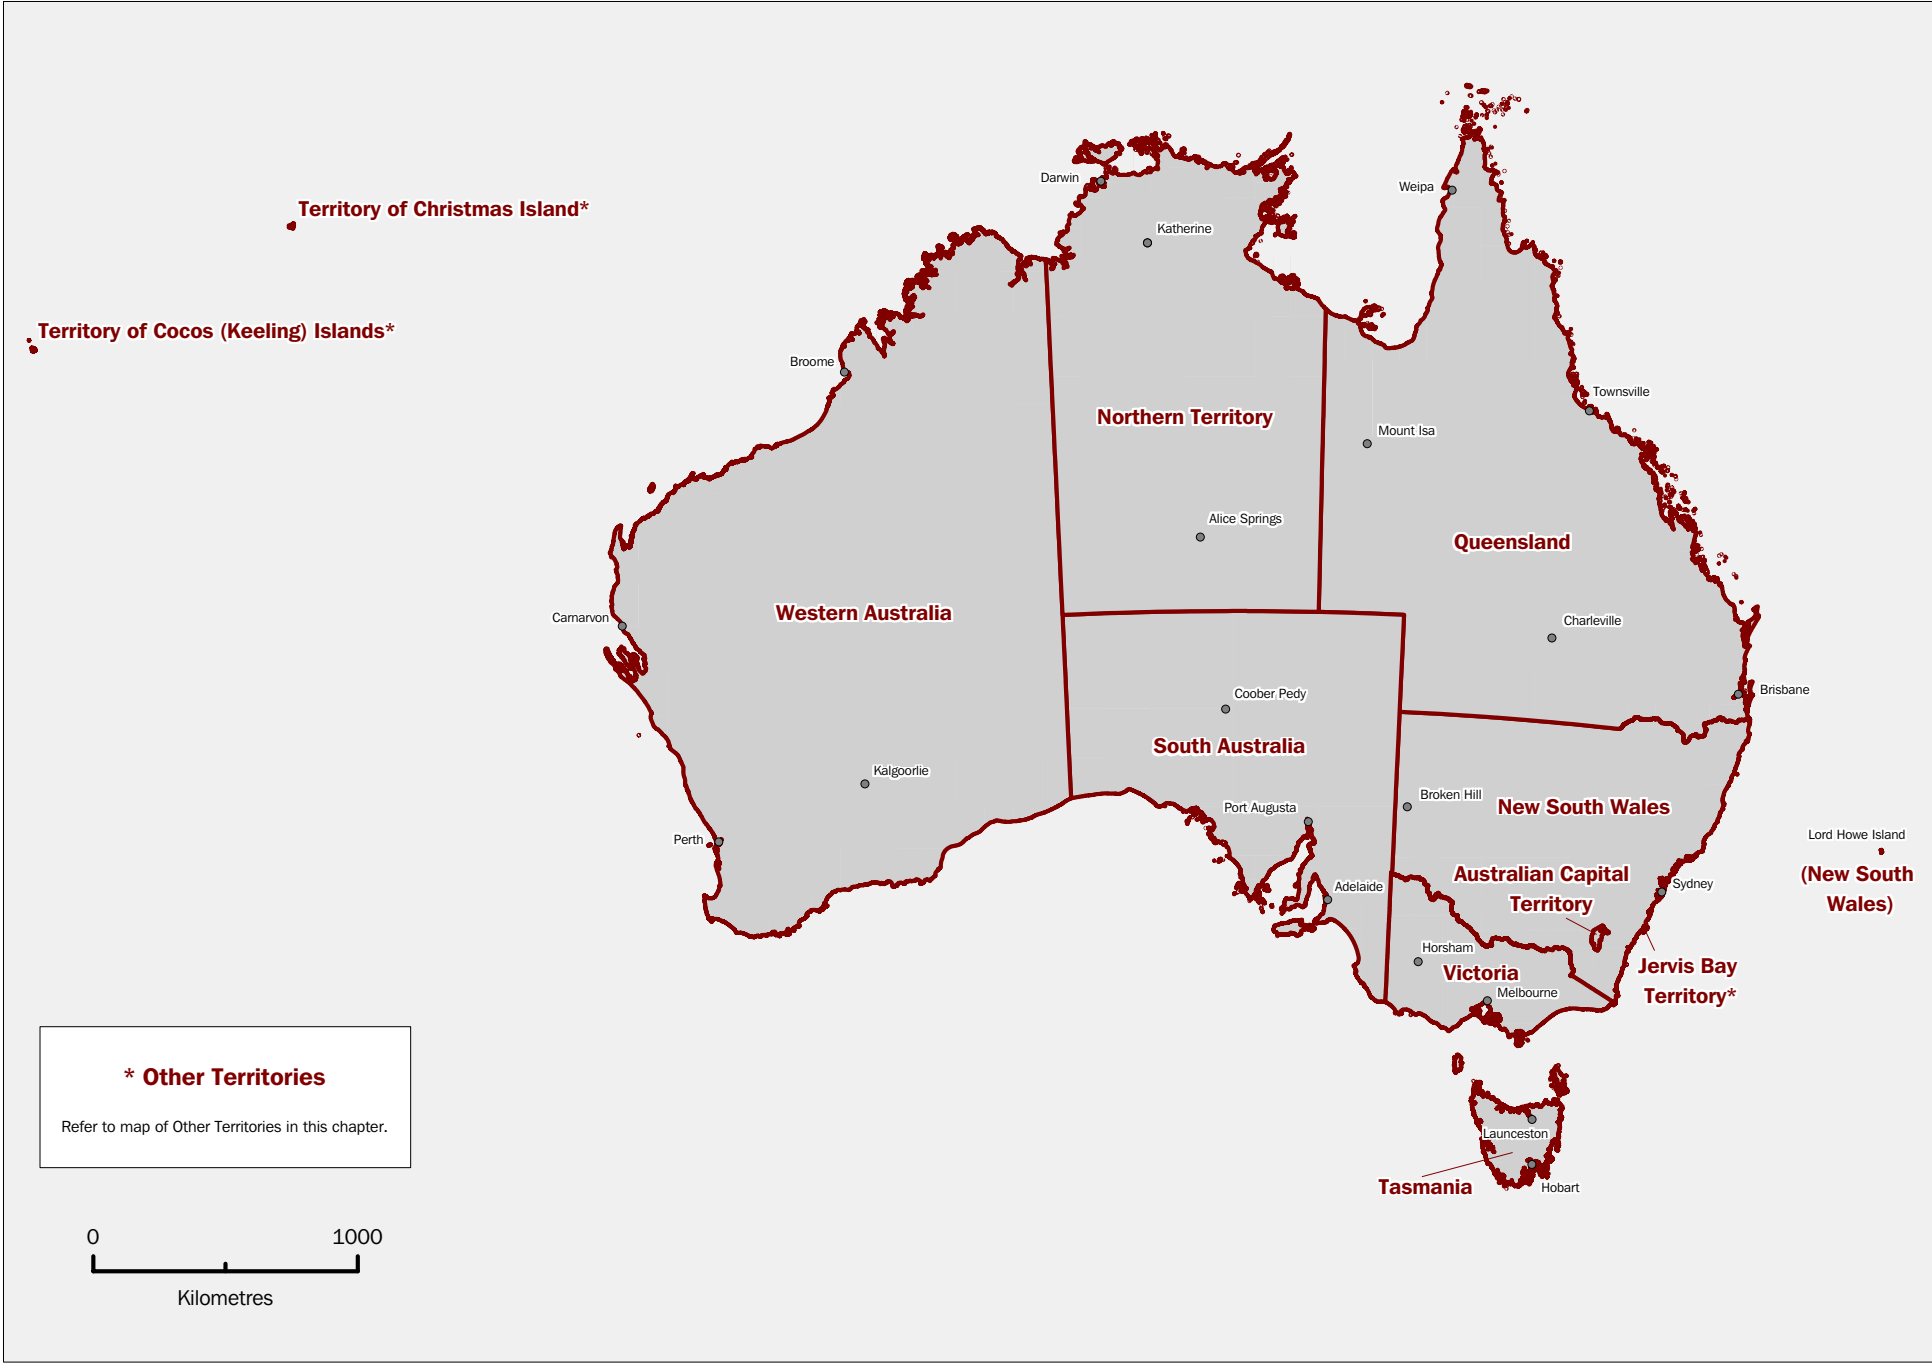 Darwin
Weipa
Territory of Christmas Island*
Katherine
Territory of Cocos (Keeling) Islands*
Broome
Townsville
Northern Territory
Mount Isa
Alice Springs
Queensland
Western Australia
Carnarvon
Charleville
Coober Pedy
Brisbane
South Australia
Kalgoorlie
Broken Hill
Port Augusta
New South Wales
Perth
Lord Howe Island
(New South
Wales)
Australian Capital
Territory
Sydney
Adelaide
Horsham
Victoria
Jervis Bay
Territory*
Melbourne
* Other Territories
Refer to map of Other Territories in this chapter.
Launceston
Tasmania
Hobart
0 1000
Kilometres